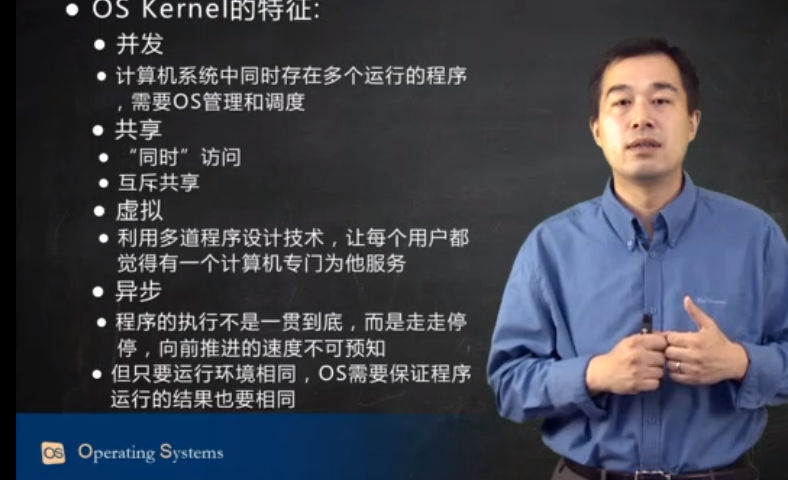 OS Kernel的特征:
并发
计算机系统中同时存在多个运行的程序
，需要OS管理和调度
共享
“同时”访问
互斥共享
虚拟
利用多道程序设计技术，让每个用户都
觉得有一个计算机专门为他服务
异步
程序的执行不是一贯到底，而是走走停
停，向前推进的速度不可预知
但只要运行环境相同，OS需要保证程序
运行的结果也要相同
OS Operating Systems